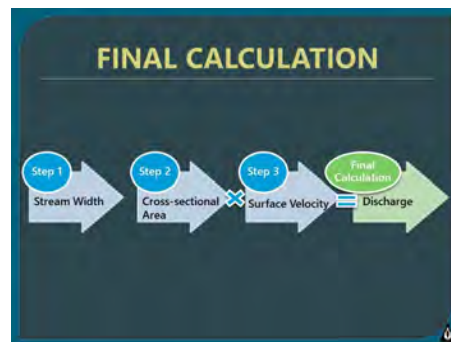 FINAL CALCULATION
Step 1
Stream Width
Step 2
Cross-sectional
Area
×
Step 3
Surface Velocity
=
Final
Calculation
Discharge